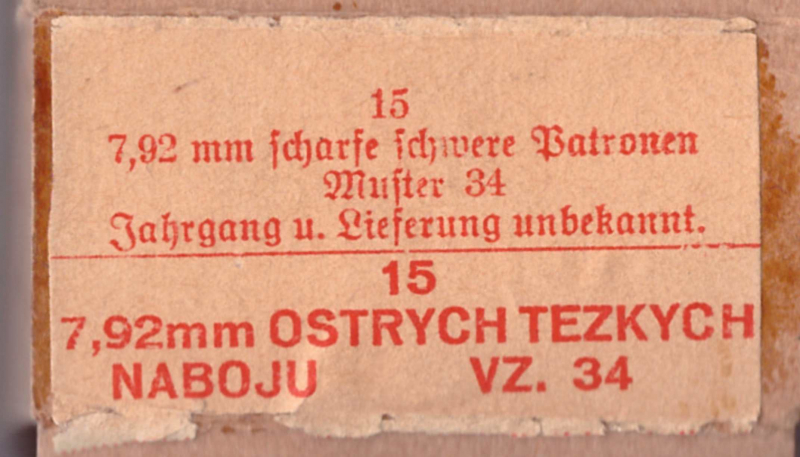 15
7,92 mm scharfe schwere Patronen
Muster 34
Jahrgang u. Lieferung unbekannt.
15
7,92mm OSTRYCH TEZKYCH
NABOJU VZ. 34